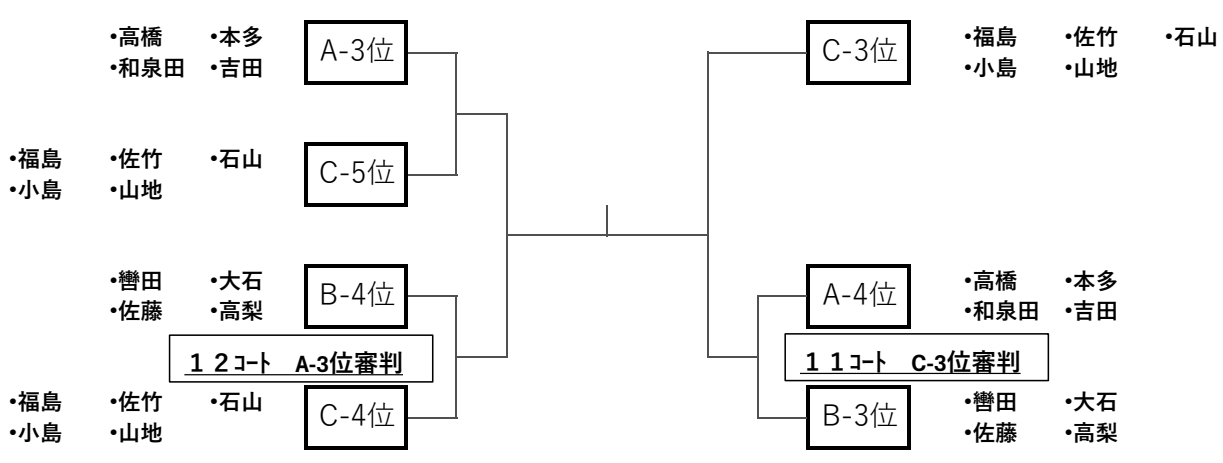 ・高橋 ・本多 A-3位
・和泉田 ・吉田
・福島 ・佐竹 ・石山 C-5位
・小島 ・山地
・轡田 ・大石 B-4位
・佐藤 ・高梨
１２コート A-3位審判
・福島 ・佐竹 ・石山 C-4位
・小島 ・山地
C-3位 ・福島 ・佐竹 ・石山
・小島 ・山地
A-4位 ・高橋 ・本多
・和泉田 ・吉田
１１コート C-3位審判
B-3位 ・轡田 ・大石
・佐藤 ・高梨